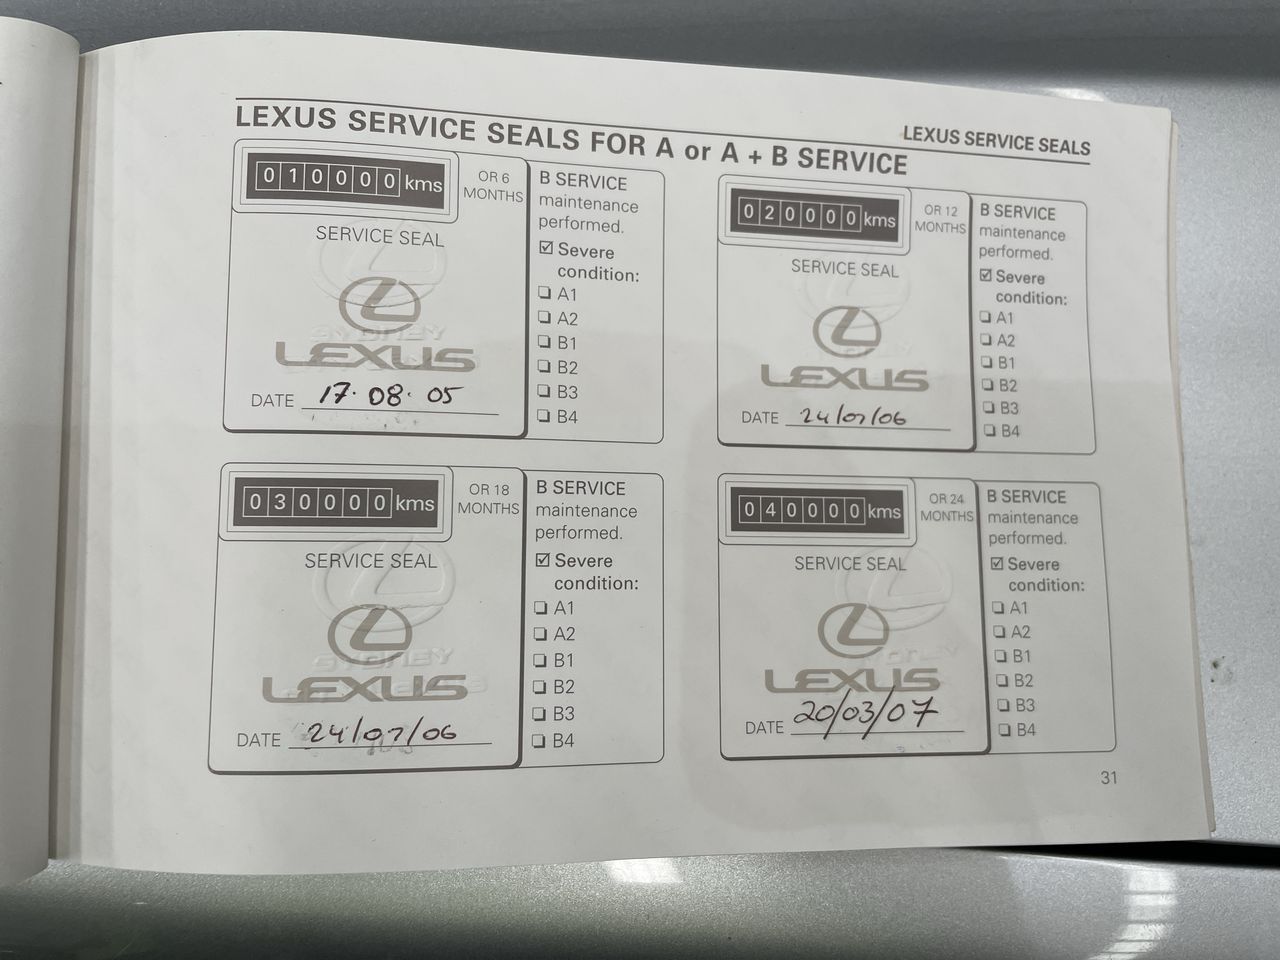 LEXUS SERVICE SEALS
LEXUS SERVICE SEALS FOR A or A + B SERVICE
010000 kms
OR 6
MONTHS
SERVICE SEAL
SYDNEY
LEXUS
DATE 17.08.05
B SERVICE
maintenance
performed.
☑ Severe
condition:
❏ A1
❏ A2
❏ B1
❏ B2
❏ B3
❏ B4
020000 kms
OR 12
MONTHS
SERVICE SEAL
LEXUS
DATE 24/07/06
B SERVICE
maintenance
performed.
☑ Severe
condition:
❏ A1
❏ A2
❏ B1
❏ B2
❏ B3
❏ B4
030000 kms
OR 18
MONTHS
SERVICE SEAL
SYDNEY
LEXUS
DATE 24/07/06
B SERVICE
maintenance
performed.
☑ Severe
condition:
❏ A1
❏ A2
❏ B1
❏ B2
❏ B3
❏ B4
040000 kms
OR 24
MONTHS
SERVICE SEAL
LEXUS
DATE 20/03/07
B SERVICE
maintenance
performed.
☑ Severe
condition:
❏ A1
❏ A2
❏ B1
❏ B2
❏ B3
❏ B4
31